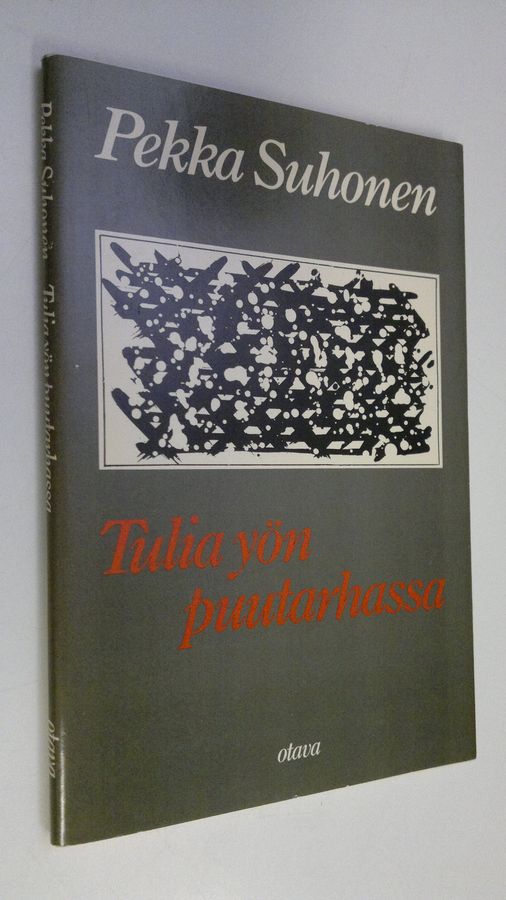 Pekka Suhonen
Tulia yön
puutarhassa
otava
Pekka Suhonen Tulia yön puutarhassa otava